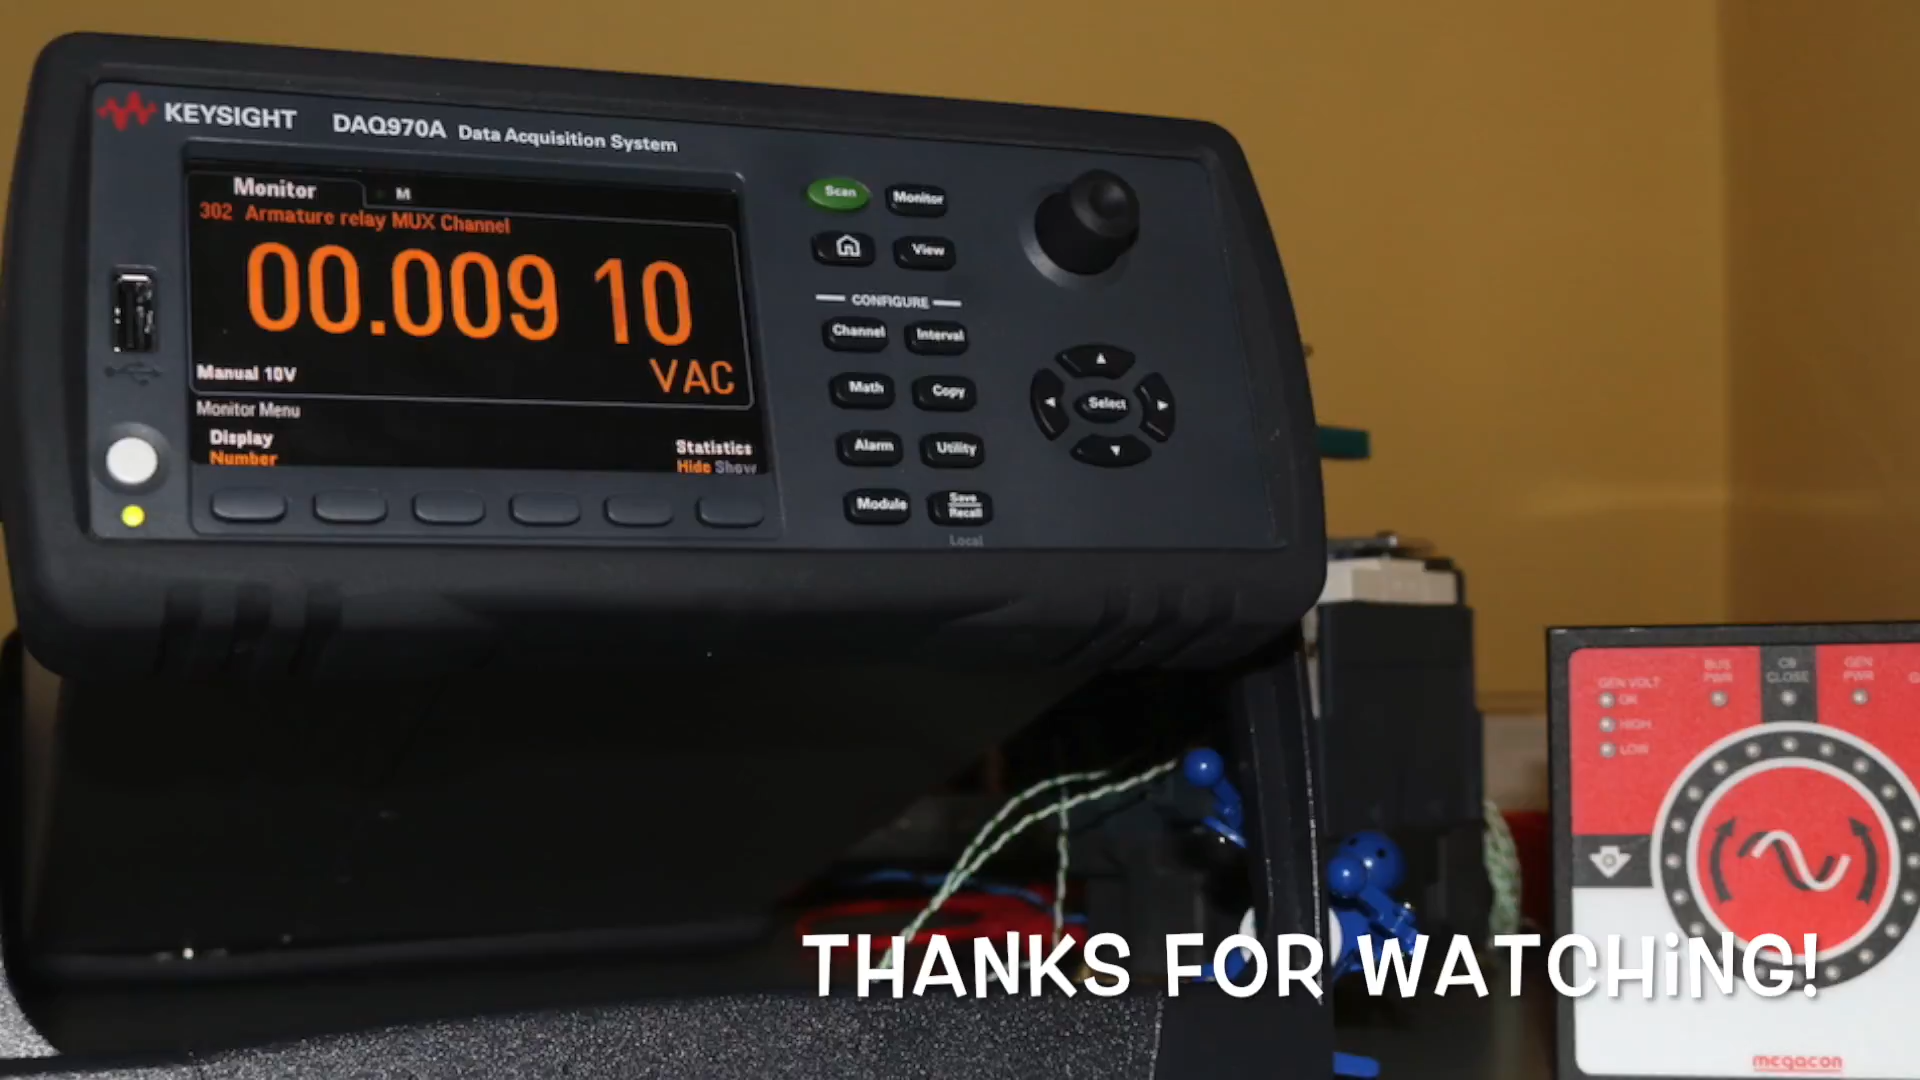 KEYSIGHT DAQ970A Data Acquisition System
Monitor M
302 Armature relay MUX Channel
00.009 10
VAC
Manual 10V
Monitor Menu
Display
Number
Statistics
Hide Show
Scan
Monitor
View
CONFIGURE
Channel
Interval
Math
Copy
Alarm
Utility
Module
Save
Recall
Local
Select
GEN VOLT
OK
HIGH
LOW
BUS
PWR
CB
CLOSE
GEN
PWR
THANKS FOR WATCHiNG!
megacon